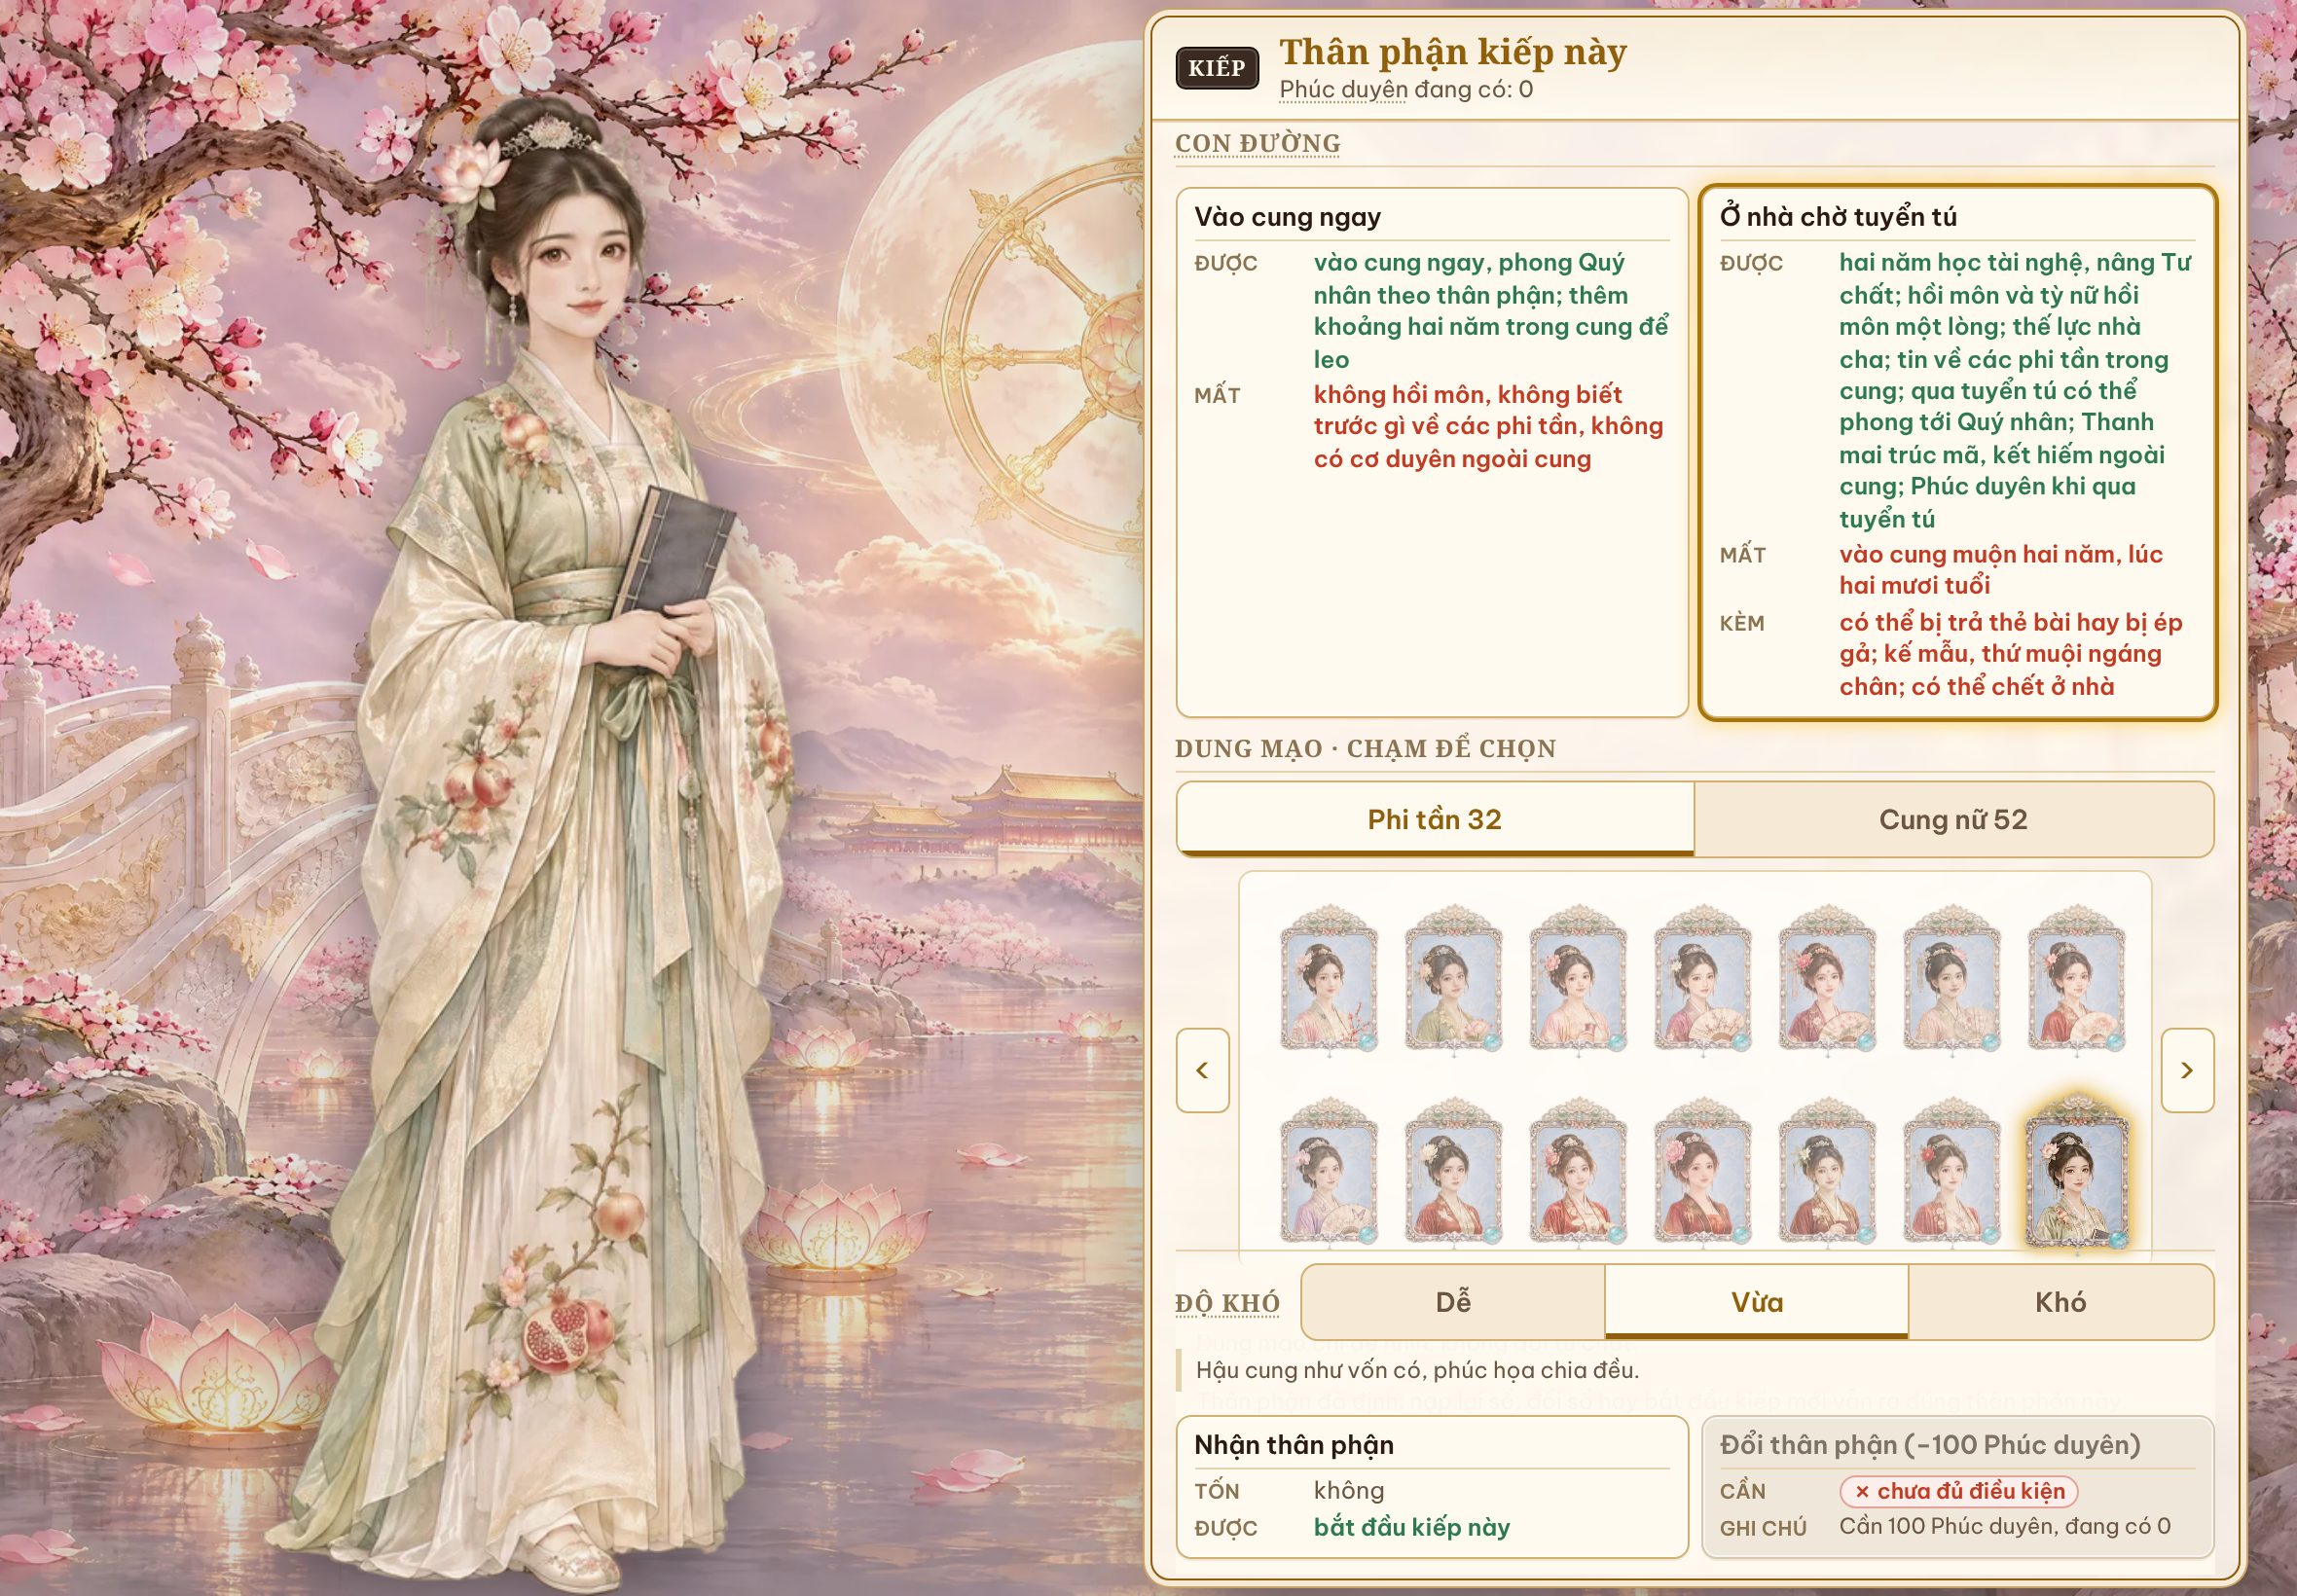 KIẾP
Thân phận kiếp này
Phúc duyên đang có: 0
CON ĐƯỜNG
Vào cung ngay
ĐƯỢC
vào cung ngay, phong Quý
nhân theo thân phận; thêm
khoảng hai năm trong cung để
leo
MẤT
không hồi môn, không biết
trước gì về các phi tần, không
có cơ duyên ngoài cung
Ở nhà chờ tuyển tú
ĐƯỢC
hai năm học tài nghệ, nâng Tư
chất; hồi môn và tỳ nữ hồi
môn một lòng; thế lực nhà
cha; tin về các phi tần trong
cung; qua tuyển tú có thể
phong tới Quý nhân; Thanh
mai trúc mã, kết hiếm ngoài
cung; Phúc duyên khi qua
tuyển tú
MẤT
vào cung muộn hai năm, lúc
hai mươi tuổi
KÈM
có thể bị trả thẻ bài hay bị ép
gả; kế mẫu, thứ muội ngáng
chân; có thể chết ở nhà
DUNG MẠO · CHẠM ĐỂ CHỌN
Phi tần 32
Cung nữ 52
ĐỘ KHÓ
Dễ
Vừa
Khó
Hậu cung như vốn có, phúc họa chia đều.
Nhận thân phận
TỐN
không
ĐƯỢC
bắt đầu kiếp này
Đổi thân phận (-100 Phúc duyên)
CẦN
× chưa đủ điều kiện
GHI CHÚ
Cần 100 Phúc duyên, đang có 0